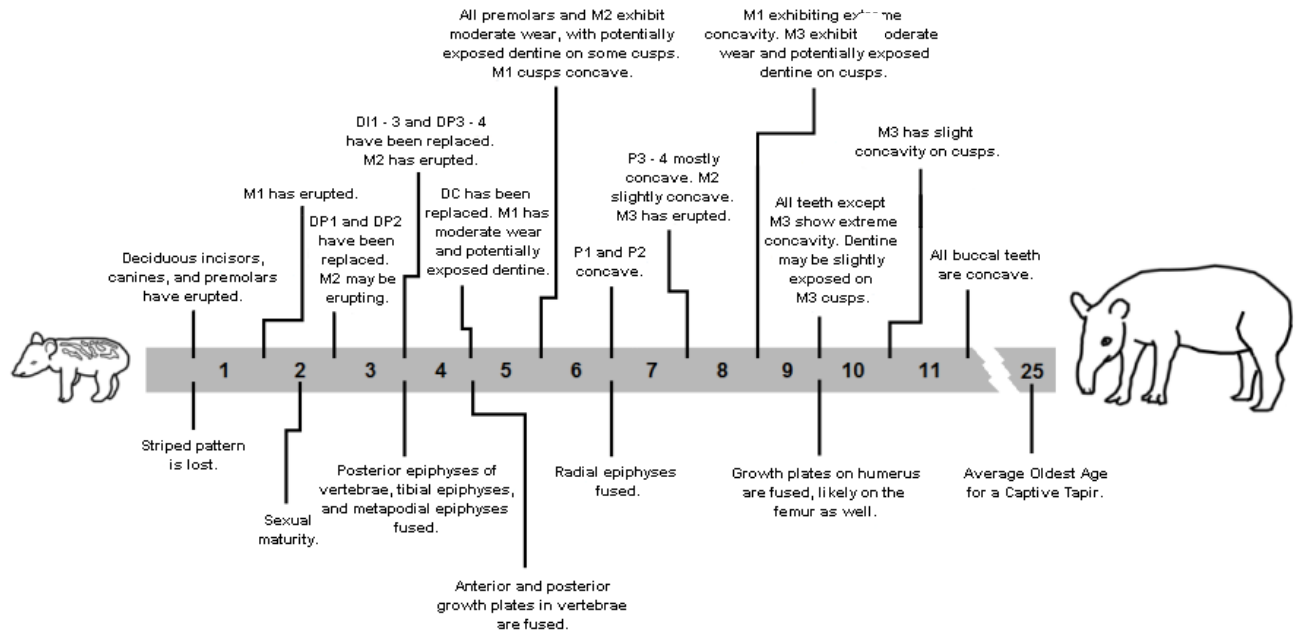 All premolars and M2 exhibit
moderate wear, with potentially
exposed dentine on some cusps.
M1 cusps concave.
M1 exhibiting
concavity. M3 exhibit
wear and potentially exposed
dentine on cusps.
DI1 - 3 and DP3 - 4
have been replaced.
M2 has erupted.
M3 has slight
concavity on cusps.
P3 - 4 mostly
concave. M2
slightly concave.
M3 has erupted.
M1 has erupted.
DC has been
replaced. M1 has
moderate wear
and potentially
exposed dentine.
All teeth except
M3 show extreme
concavity. Dentine
may be slightly
exposed on
M3 cusps.
DP1 and DP2
have been
replaced.
M2 may be
erupting.
Deciduous incisors,
canines, and premolars
have erupted.
P1 and P2
concave.
All buccal teeth
are concave.
1 2 3 4 5 6 7 8 9 10 11 25
Striped pattern
is lost.
Sexual
maturity.
Posterior epiphyses of
vertebrae, tibial epiphyses,
and metapodial epiphyses
fused.
Anterior and posterior
growth plates in vertebrae
are fused.
Radial epiphyses
fused.
Growth plates on humerus
are fused, likely on the
femur as well.
Average Oldest Age
for a Captive Tapir.